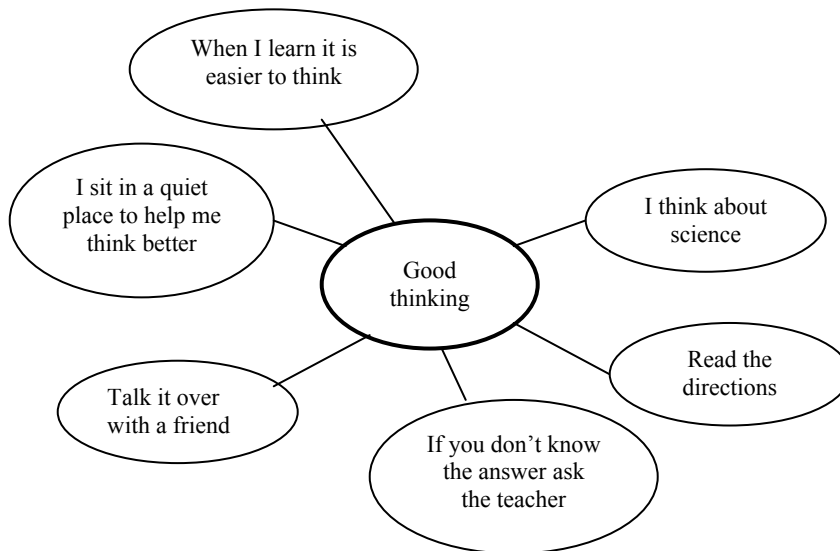 When I learn it is
easier to think
I sit in a quiet
place to help me
think better
I think about
science
Good
thinking
Read the
directions
Talk it over
with a friend
If you don’t know
the answer ask
the teacher